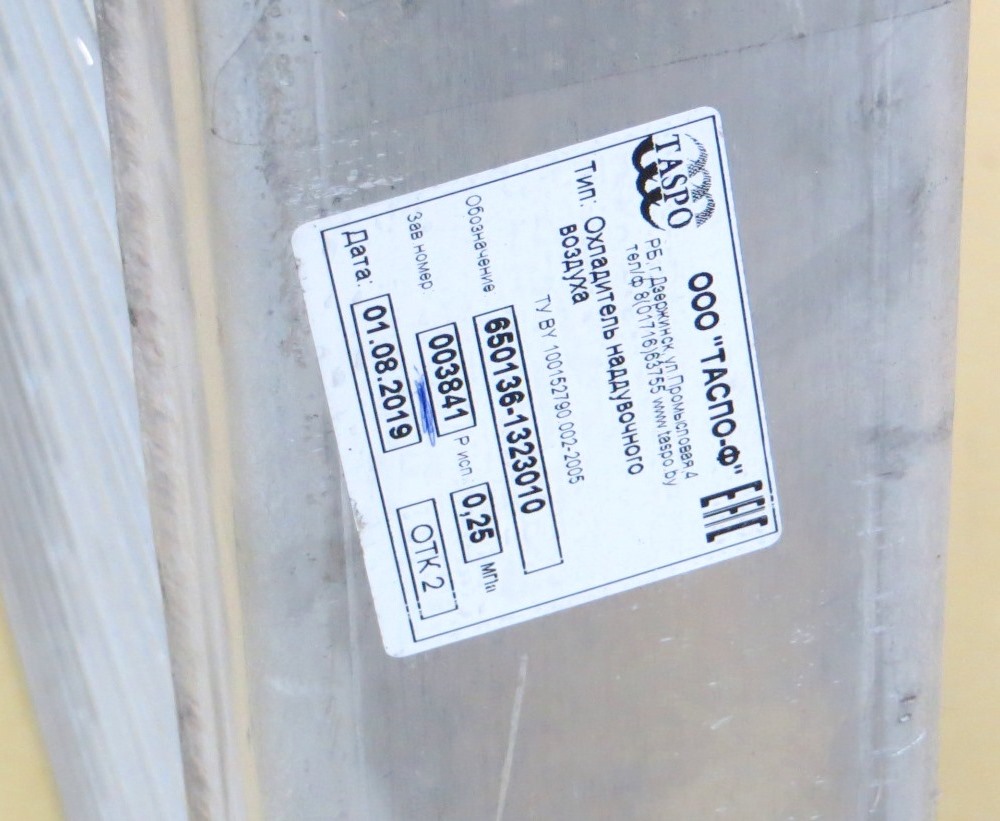 TASPO
ООО "ТАСПО-Ф"
EAC
РБ, г.Дзержинск, ул.Промысловая,4
тел/ф 8(01716)63755 www.taspo.by
Тип: Охладитель наддувочного
воздуха
ТУ BY 100152790.002-2005
Обозначение: 650136-1323010
Зав номер: 003841 Р исп.: 0,25 МПа
Дата: 01.08.2019 ОТК 2